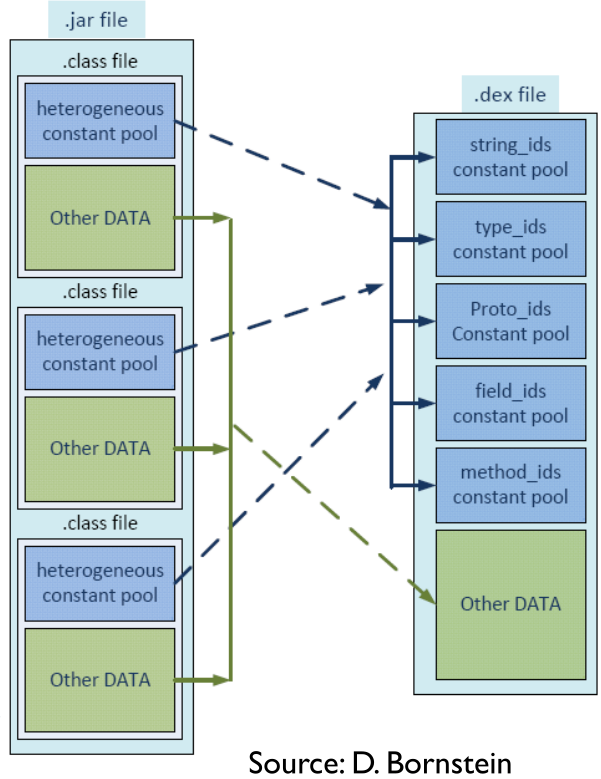 .jar file
.class file
heterogeneous
constant pool
Other DATA
.class file
heterogeneous
constant pool
Other DATA
.class file
heterogeneous
constant pool
Other DATA
.dex file
string_ids
constant pool
type_ids
constant pool
Proto_ids
Constant pool
field_ids
constant pool
method_ids
constant pool
Other DATA
Source: D. Bornstein